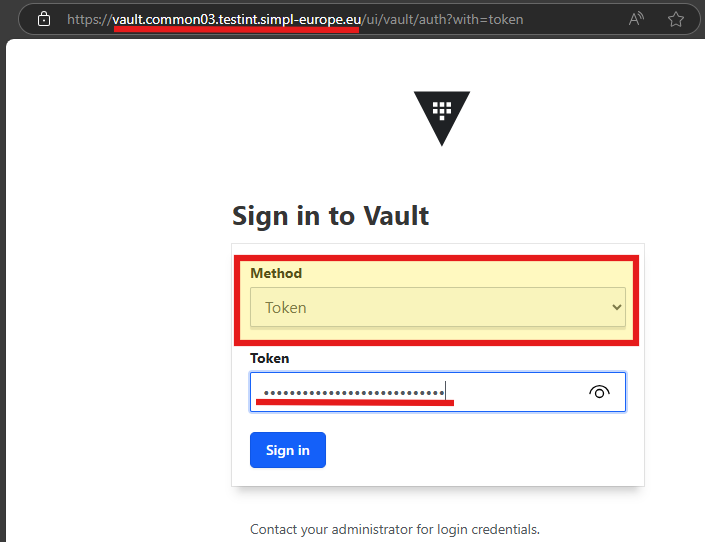 https://vault.common03.testint.simpl-europe.eu/ui/vault/auth?with=token
Sign in to Vault
Method
Token
Token
••••••••••••••••••••••••••••
Sign in
Contact your administrator for login credentials.